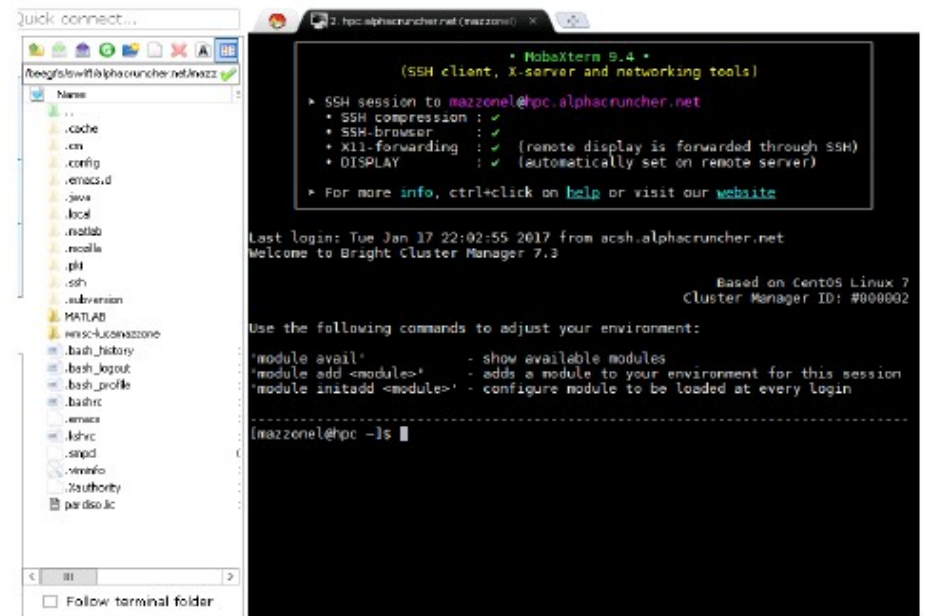 Quick connect...
2. hpc.alphacruncher.net (mazzonel)
Name
..
.cache
.config
.emacs.d
.java
.local
.matlab
.mozilla
.pki
.ssh
.subversion
MATLAB
.bash_history
.bash_logout
.bash_profile
.bashrc
.emacs
.kshrc
.viminfo
.Xauthority
pardiso.lic
Follow terminal folder
• MobaXterm 9.4 •
(SSH client, X-server and networking tools)
▸ SSH session to mazzonel@hpc.alphacruncher.net
• SSH compression : ✔
• SSH-browser : ✔
• X11-forwarding : ✔ (remote display is forwarded through SSH)
• DISPLAY : ✔ (automatically set on remote server)
▸ For more info, ctrl+click on help or visit our website
Last login: Tue Jan 17 22:02:55 2017 from acsh.alphacruncher.net
Welcome to Bright Cluster Manager 7.3
Based on CentOS Linux 7
Cluster Manager ID: #000002
Use the following commands to adjust your environment:
'module avail' - show available modules
'module add <module>' - adds a module to your environment for this session
'module initadd <module>' - configure module to be loaded at every login
[mazzonel@hpc ~]$